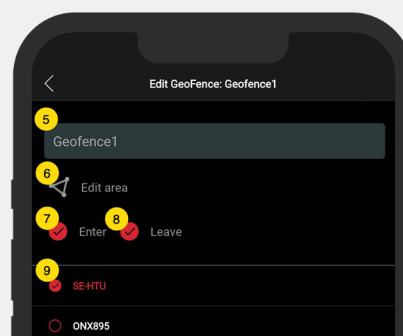 Edit GeoFence: Geofence1
5
Geofence1
6
Edit area
7 Enter 8 Leave
9
SE-HTU
ONX895